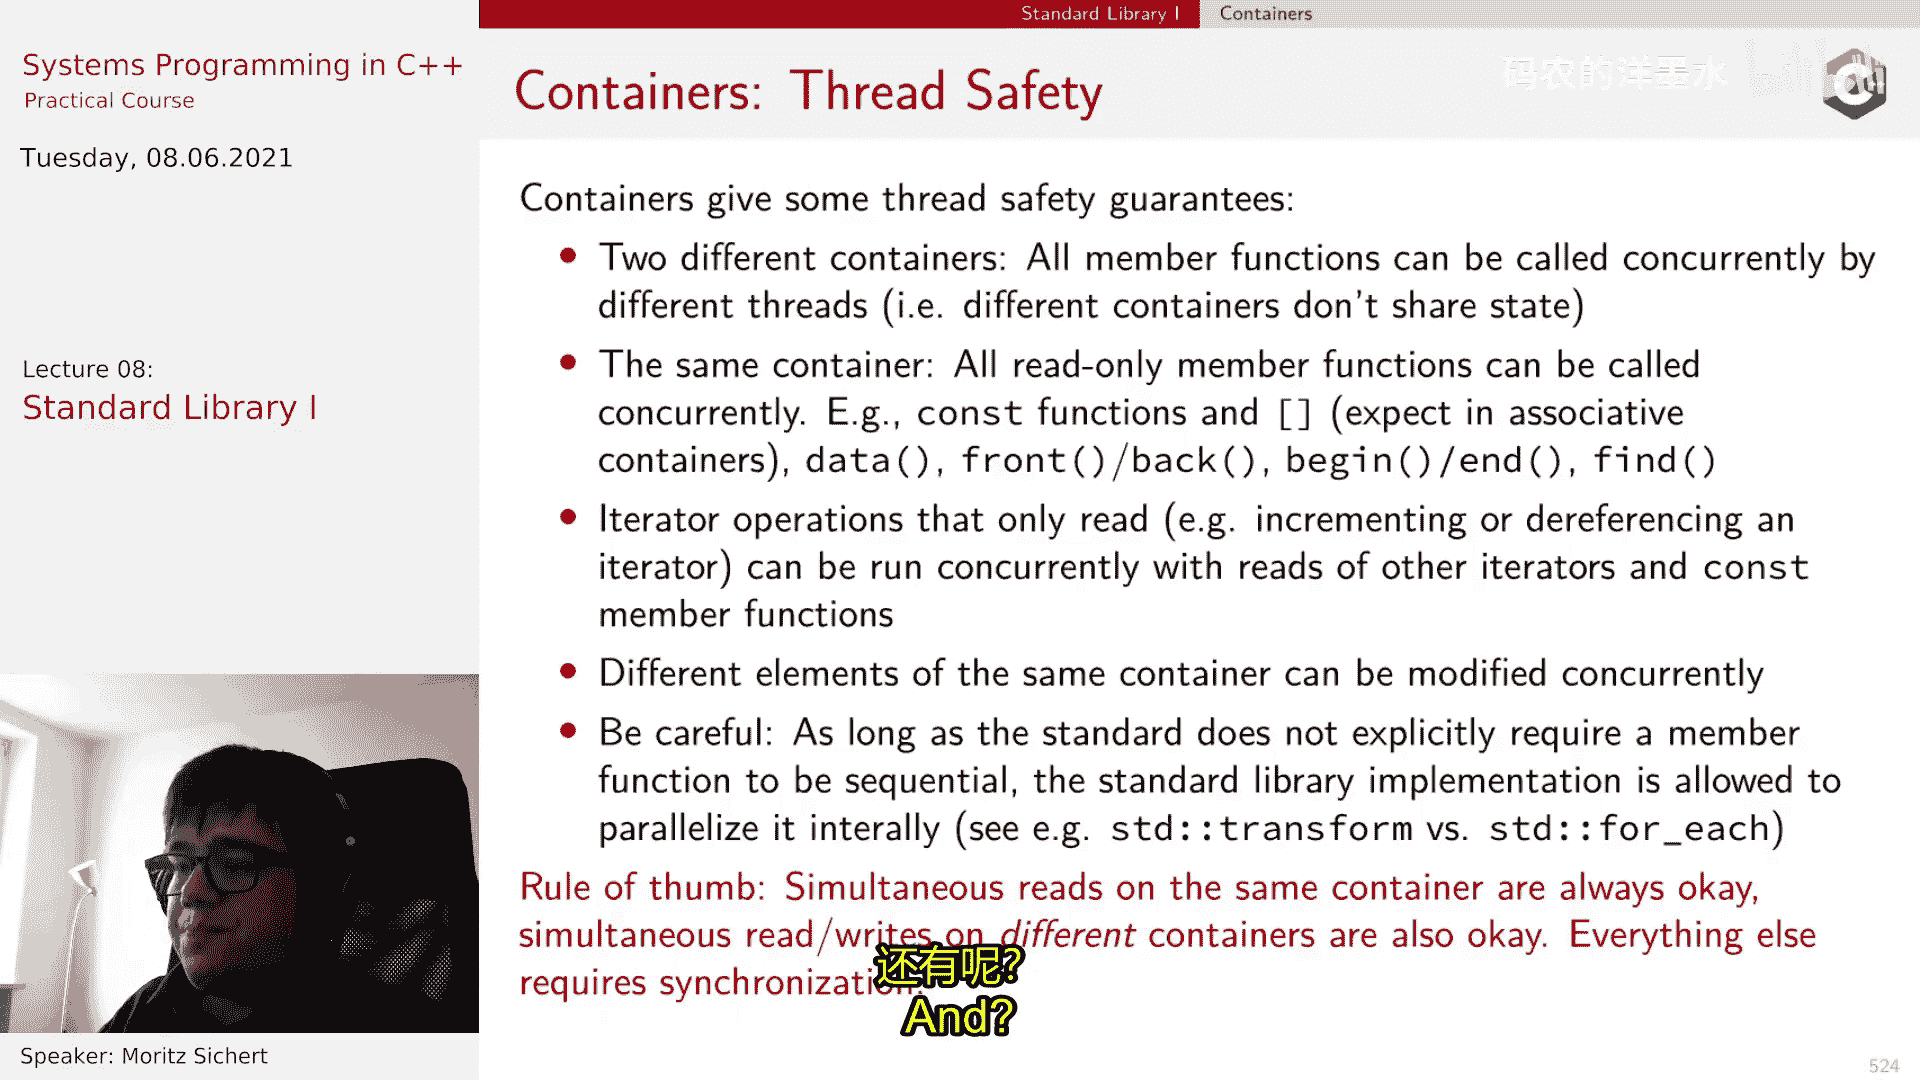 Standard Library I
Containers
Systems Programming in C++
Practical Course
Tuesday, 08.06.2021
Lecture 08:
Standard Library I
Containers: Thread Safety
码农的洋墨水
Containers give some thread safety guarantees:
• Two different containers: All member functions can be called concurrently by
different threads (i.e. different containers don't share state)
• The same container: All read-only member functions can be called
concurrently. E.g., const functions and [] (expect in associative
containers), data(), front()/back(), begin()/end(), find()
• Iterator operations that only read (e.g. incrementing or dereferencing an
iterator) can be run concurrently with reads of other iterators and const
member functions
• Different elements of the same container can be modified concurrently
• Be careful: As long as the standard does not explicitly require a member
function to be sequential, the standard library implementation is allowed to
parallelize it interally (see e.g. std::transform vs. std::for_each)
Rule of thumb: Simultaneous reads on the same container are always okay,
simultaneous read/writes on different containers are also okay. Everything else
requires synchronization.
还有呢?
And?
Speaker: Moritz Sichert
524